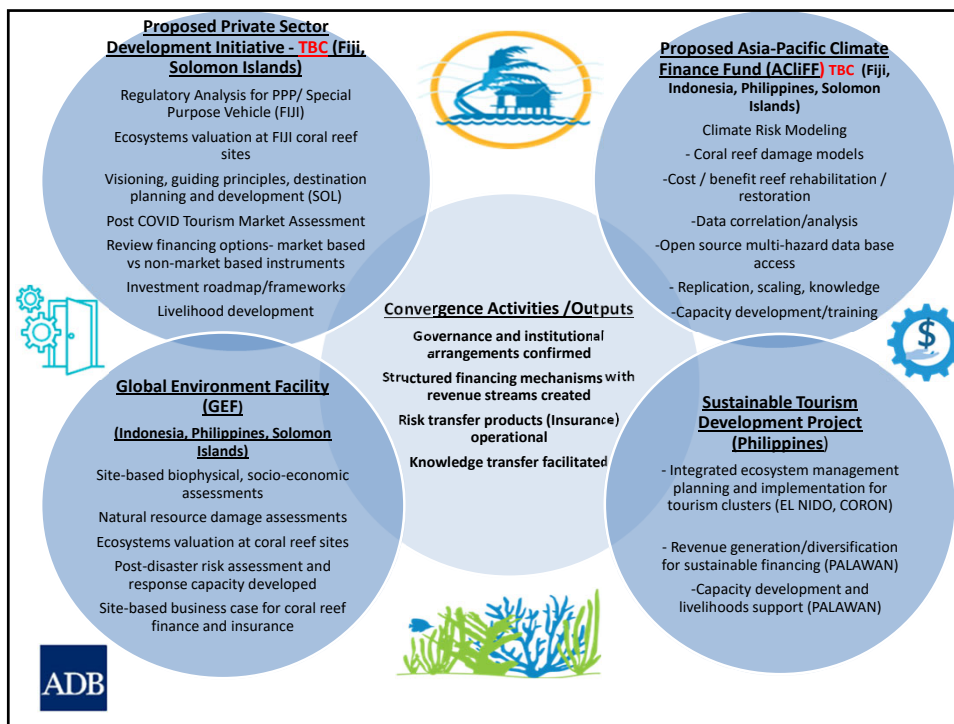 Proposed Private Sector
Development Initiative - TBC (Fiji,
Solomon Islands)
Regulatory Analysis for PPP/ Special
Purpose Vehicle (FIJI)
Ecosystems valuation at FIJI coral reef
sites
Visioning, guiding principles, destination
planning and development (SOL)
Post COVID Tourism Market Assessment
Review financing options- market based
vs non-market based instruments
Investment roadmap/frameworks
Livelihood development
Proposed Asia-Pacific Climate
Finance Fund (ACliFF) TBC (Fiji,
Indonesia, Philippines, Solomon
Islands)
Climate Risk Modeling
- Coral reef damage models
-Cost / benefit reef rehabilitation /
restoration
-Data correlation/analysis
-Open source multi-hazard data base
access
- Replication, scaling, knowledge
-Capacity development/training
Convergence Activities /Outputs
Governance and institutional
arrangements confirmed
Structured financing mechanisms with
revenue streams created
Risk transfer products (Insurance)
operational
Knowledge transfer facilitated
Global Environment Facility
(GEF)
(Indonesia, Philippines, Solomon
Islands)
Site-based biophysical, socio-economic
assessments
Natural resource damage assessments
Ecosystems valuation at coral reef sites
Post-disaster risk assessment and
response capacity developed
Site-based business case for coral reef
finance and insurance
Sustainable Tourism
Development Project
(Philippines)
- Integrated ecosystem management
planning and implementation for
tourism clusters (EL NIDO, CORON)
- Revenue generation/diversification
for sustainable financing (PALAWAN)
-Capacity development and
livelihoods support (PALAWAN)
$
ADB